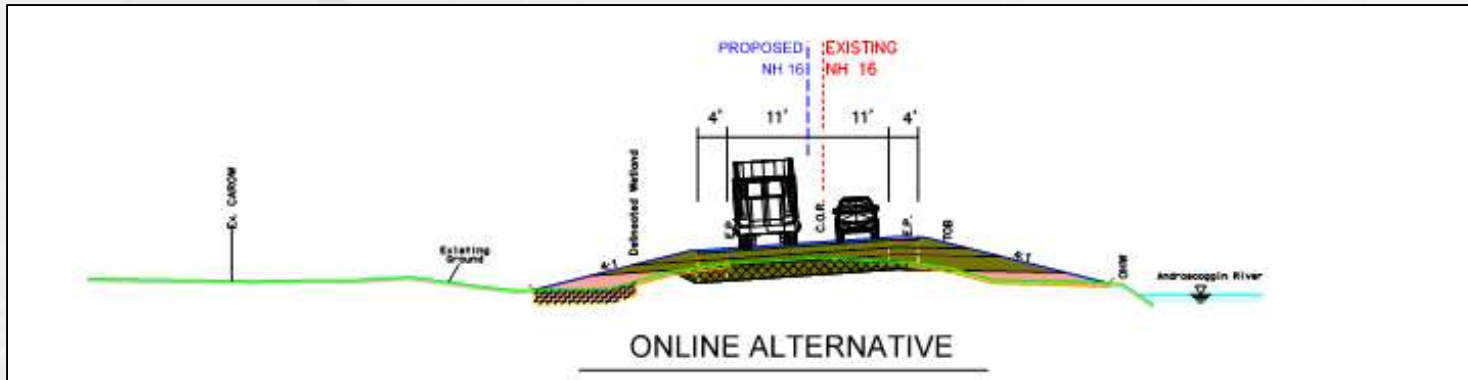 PROPOSED EXISTING
NH 16 NH 16
4' 11' 11' 4'
Ex. CAROW
Existing
Ground
Delineated Wetland
4:1
E.P.
C.O.R.
E.P.
TOB
OHW
Androscoggin River
ONLINE ALTERNATIVE